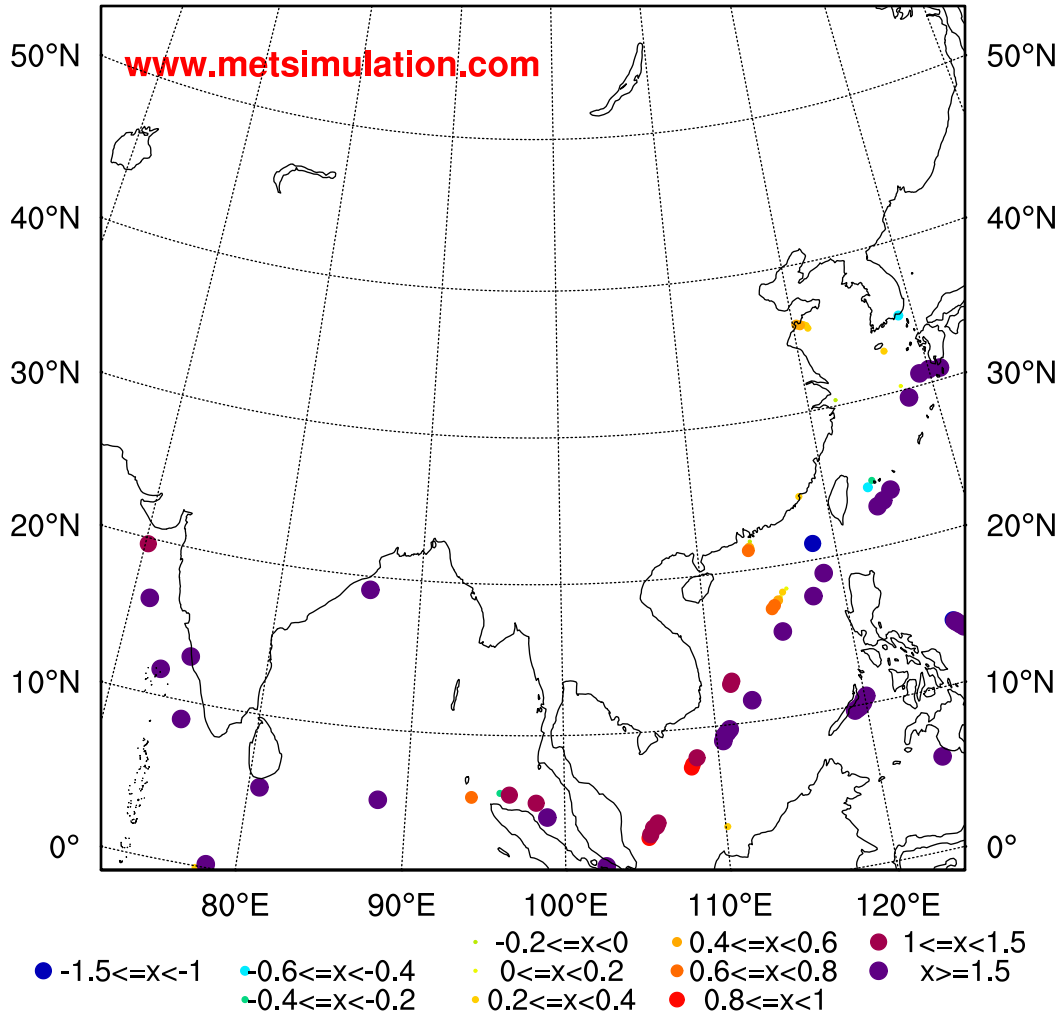 50°N 50°N
www.metsimulation.com
40°N 40°N
30°N 30°N
20°N 20°N
10°N 10°N
0° 0°
80°E 90°E 100°E 110°E 120°E
-0.2<=x<0 0.4<=x<0.6 1<=x<1.5
-1.5<=x<-1 -0.6<=x<-0.4 0<=x<0.2 0.6<=x<0.8 x>=1.5
-0.4<=x<-0.2 0.2<=x<0.4 0.8<=x<1